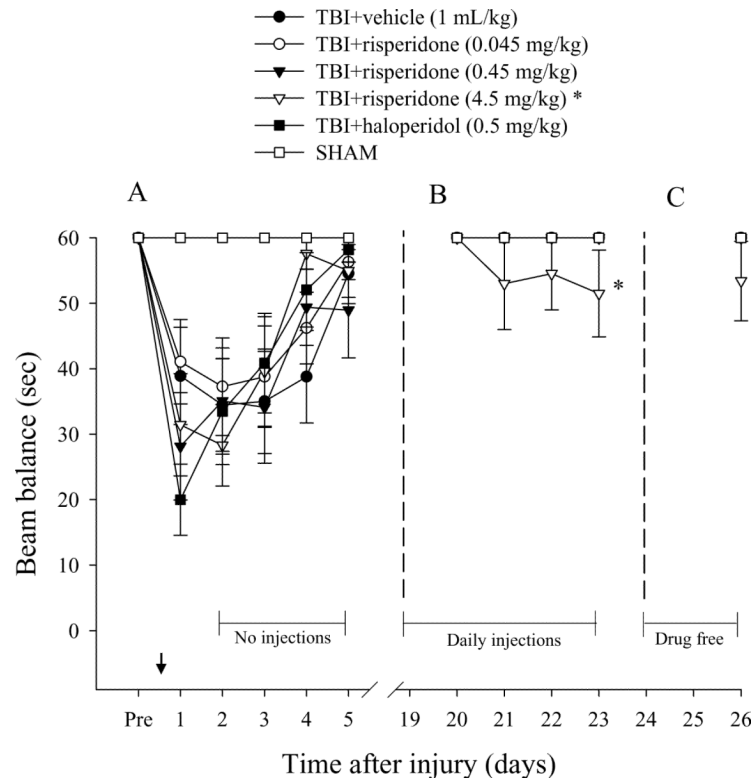 TBI+vehicle (1 mL/kg)
TBI+risperidone (0.045 mg/kg)
TBI+risperidone (0.45 mg/kg)
TBI+risperidone (4.5 mg/kg) *
TBI+haloperidol (0.5 mg/kg)
SHAM
A B C
Beam balance (sec)
60
50
40
30
20
10
0
*
No injections Daily injections Drug free
Pre 1 2 3 4 5 19 20 21 22 23 24 25 26
Time after injury (days)